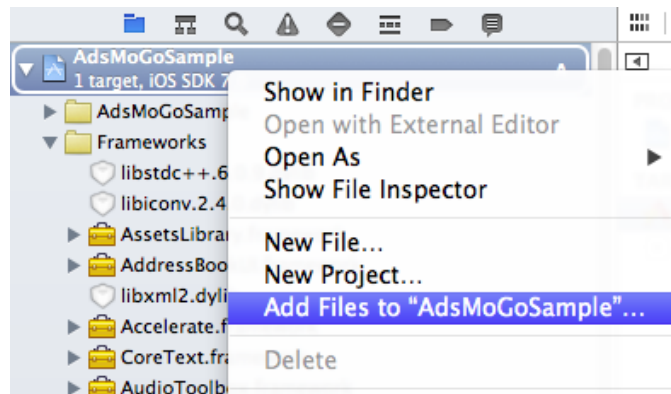 AdsMoGoSample
1 target, iOS SDK 7
AdsMoGoSamp
Frameworks
libstdc++.6
libiconv.2.4
AssetsLibra
AddressBoo
libxml2.dyli
Accelerate.f
CoreText.fra
AudioToolb
Show in Finder
Open with External Editor
Open As
Show File Inspector
New File...
New Project...
Add Files to “AdsMoGoSample”...
Delete